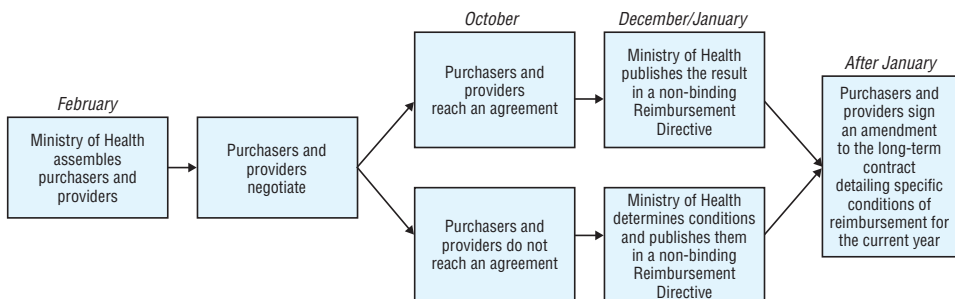 February
Ministry of Health
assembles
purchasers and
providers
Purchasers and
providers
negotiate
October
Purchasers and
providers
reach an agreement
Purchasers and
providers do not
reach an agreement
December/January
Ministry of Health
publishes the result
in a non-binding
Reimbursement
Directive
Ministry of Health
determines conditions
and publishes them
in a non-binding
Reimbursement
Directive
After January
Purchasers and
providers sign
an amendment
to the long-term
contract
detailing specific
conditions of
reimbursement for
the current year